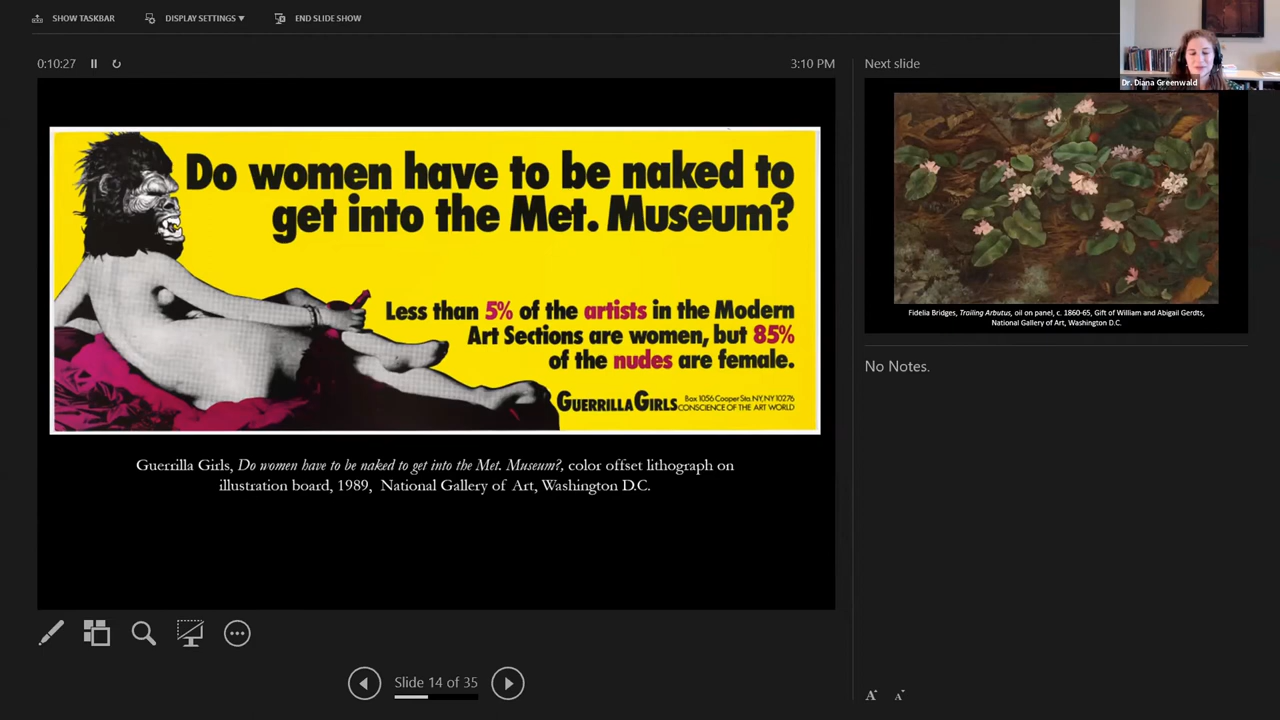 SHOW TASKBAR
DISPLAY SETTINGS ▼
END SLIDE SHOW
0:10:27
3:10 PM
Do women have to be naked to
get into the Met. Museum?
Less than 5% of the artists in the Modern
Art Sections are women, but 85%
of the nudes are female.
GUERRILLA GIRLS
Box 1056 Cooper Sta. NY, NY 10276
CONSCIENCE OF THE ART WORLD
Guerrilla Girls, Do women have to be naked to get into the Met. Museum?, color offset lithograph on
illustration board, 1989, National Gallery of Art, Washington D.C.
Slide 14 of 35
Next slide
Dr. Diana Greenwald
Fidelia Bridges, Trailing Arbutus, oil on panel, c. 1860-65, Gift of William and Abigail Gerdts,
National Gallery of Art, Washington D.C.
No Notes.
A
A